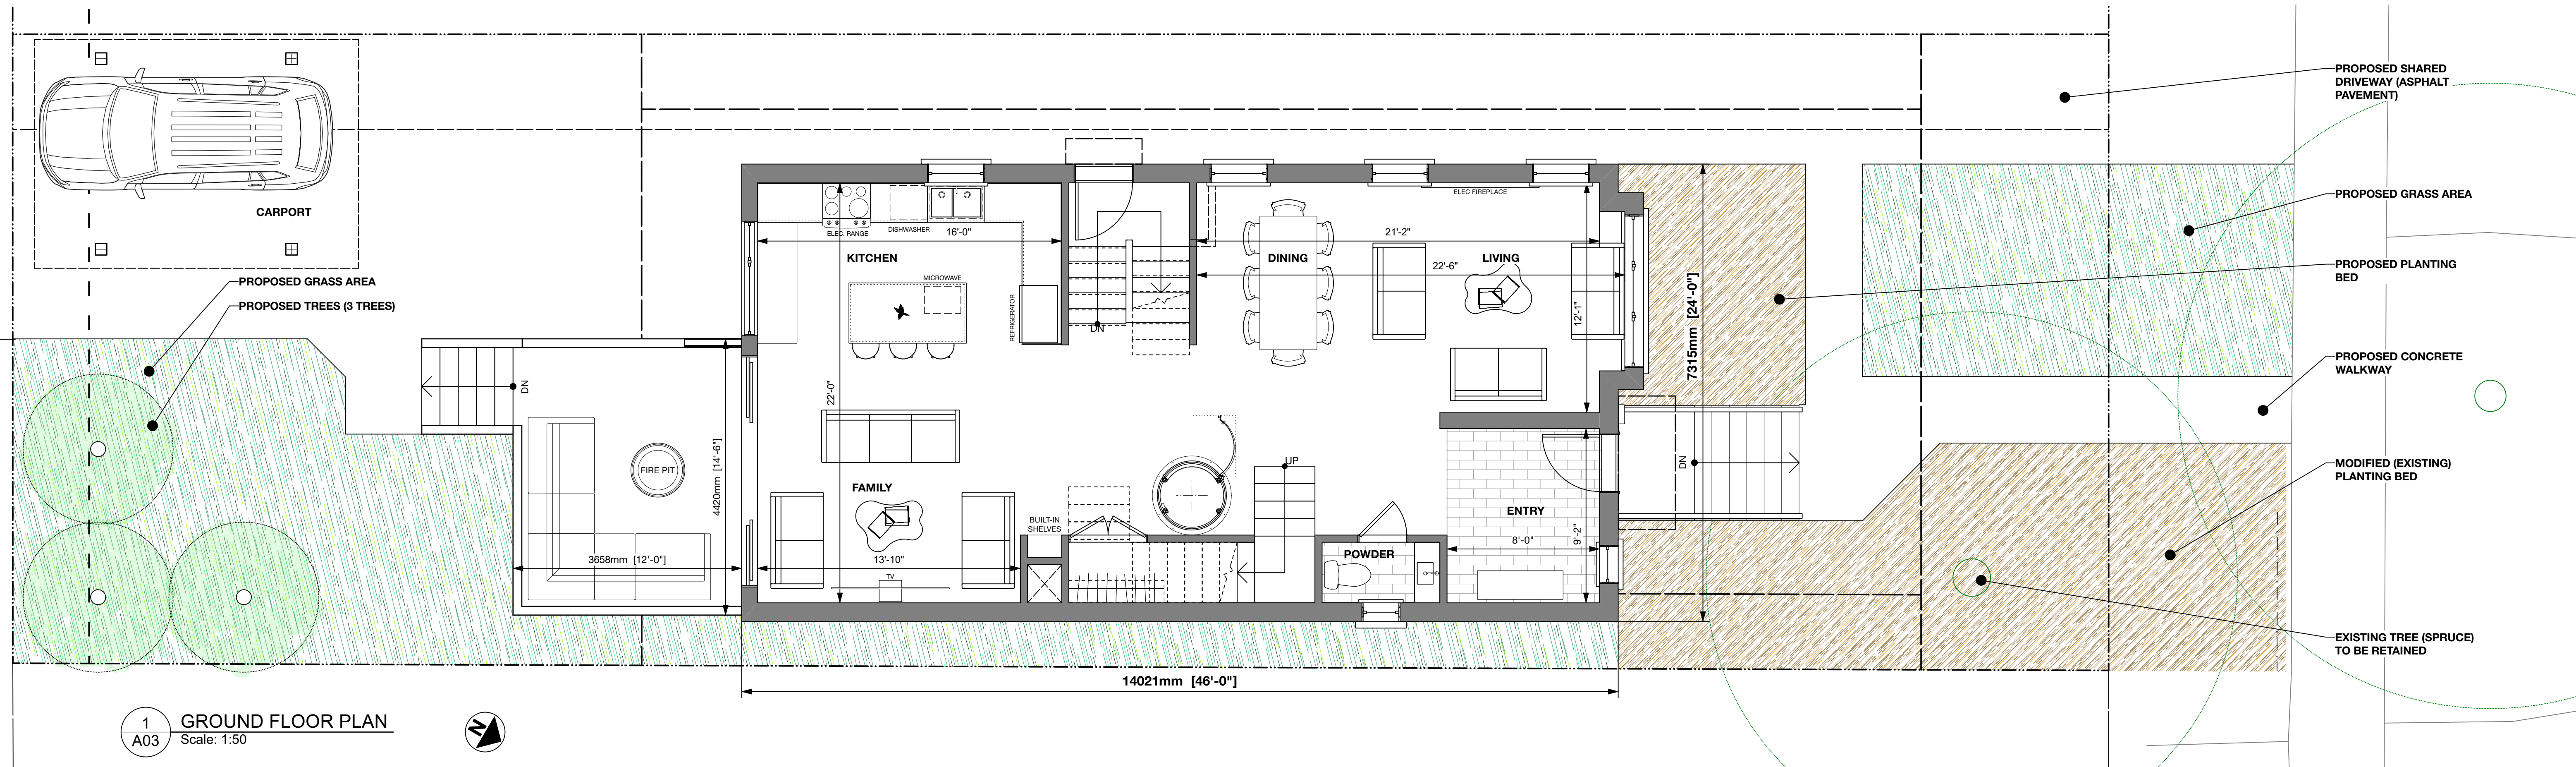 PROPOSED SHARED
DRIVEWAY (ASPHALT
PAVEMENT)
CARPORT
ELEC FIREPLACE
PROPOSED GRASS AREA
ELEC. RANGE
DISHWASHER
16'-0"
21'-2"
KITCHEN
DINING
LIVING
22'-6"
PROPOSED PLANTING
BED
MICROWAVE
PROPOSED GRASS AREA
PROPOSED TREES (3 TREES)
REFRIGERATOR
DN
12'-1"
7315mm [24'-0"]
PROPOSED CONCRETE
WALKWAY
DN
22'-0"
4420mm [14'-6"]
FIRE PIT
UP
DN
MODIFIED (EXISTING)
PLANTING BED
FAMILY
BUILT-IN
SHELVES
ENTRY
3658mm [12'-0"]
13'-10"
TV
POWDER
8'-0"
9'-2"
EXISTING TREE (SPRUCE)
TO BE RETAINED
14021mm [46'-0"]
1
A03
GROUND FLOOR PLAN
Scale: 1:50
N